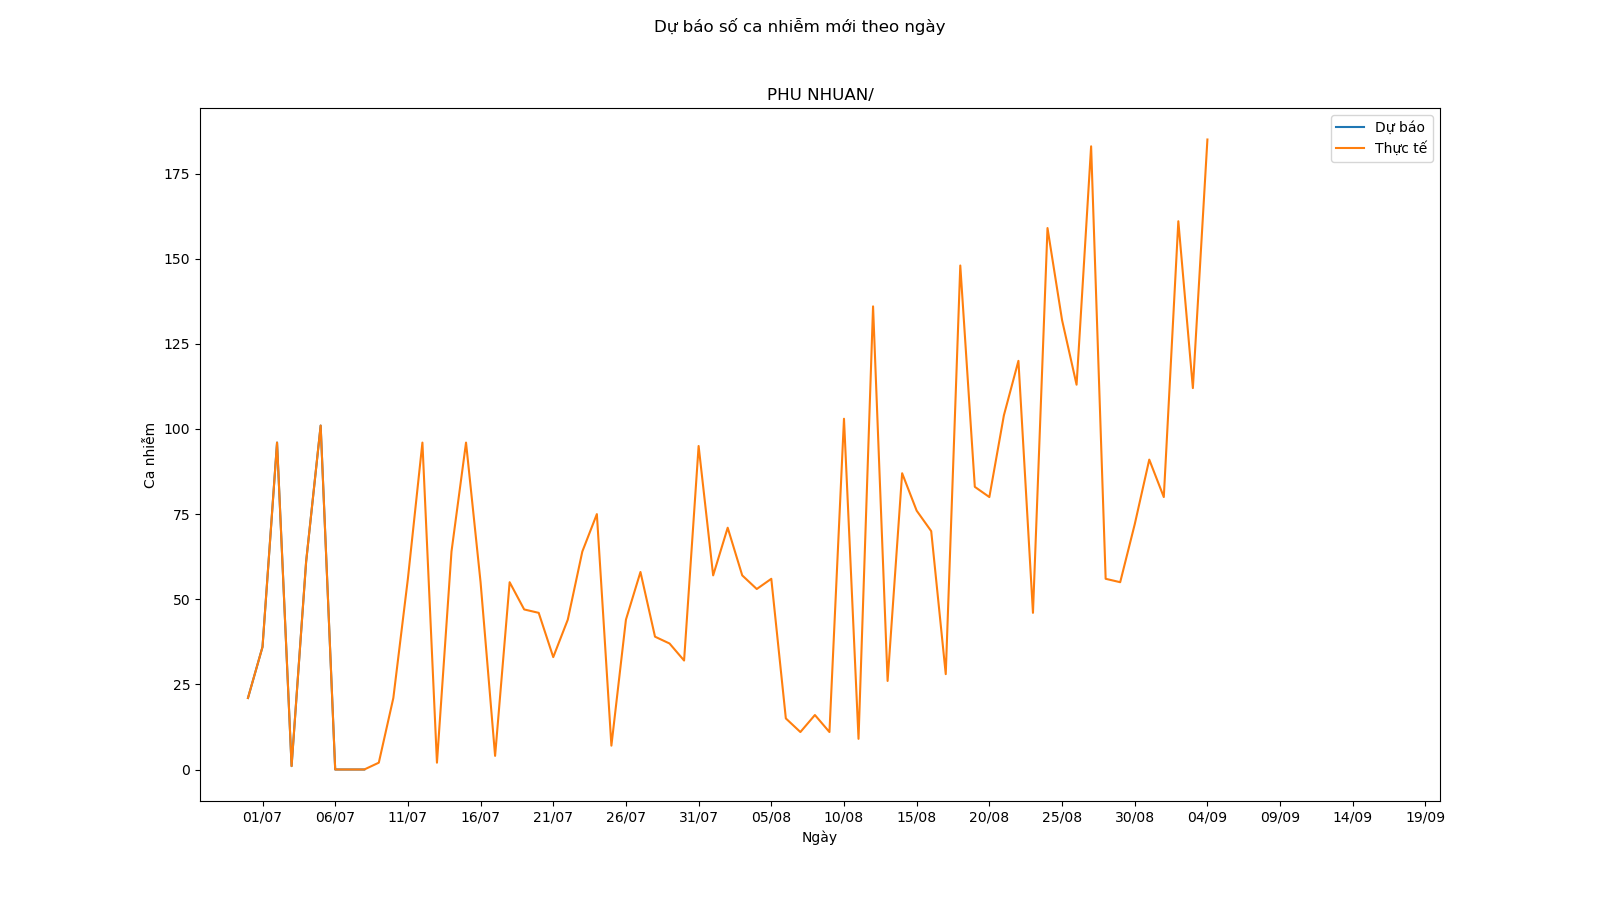 Dự báo số ca nhiễm mới theo ngày
PHU NHUAN/
Dự báo
Thực tế
175
150
125
100
75
50
25
0
Ca nhiễm
01/07 06/07 11/07 16/07 21/07 26/07 31/07 05/08 10/08 15/08 20/08 25/08 30/08 04/09 09/09 14/09 19/09
Ngày